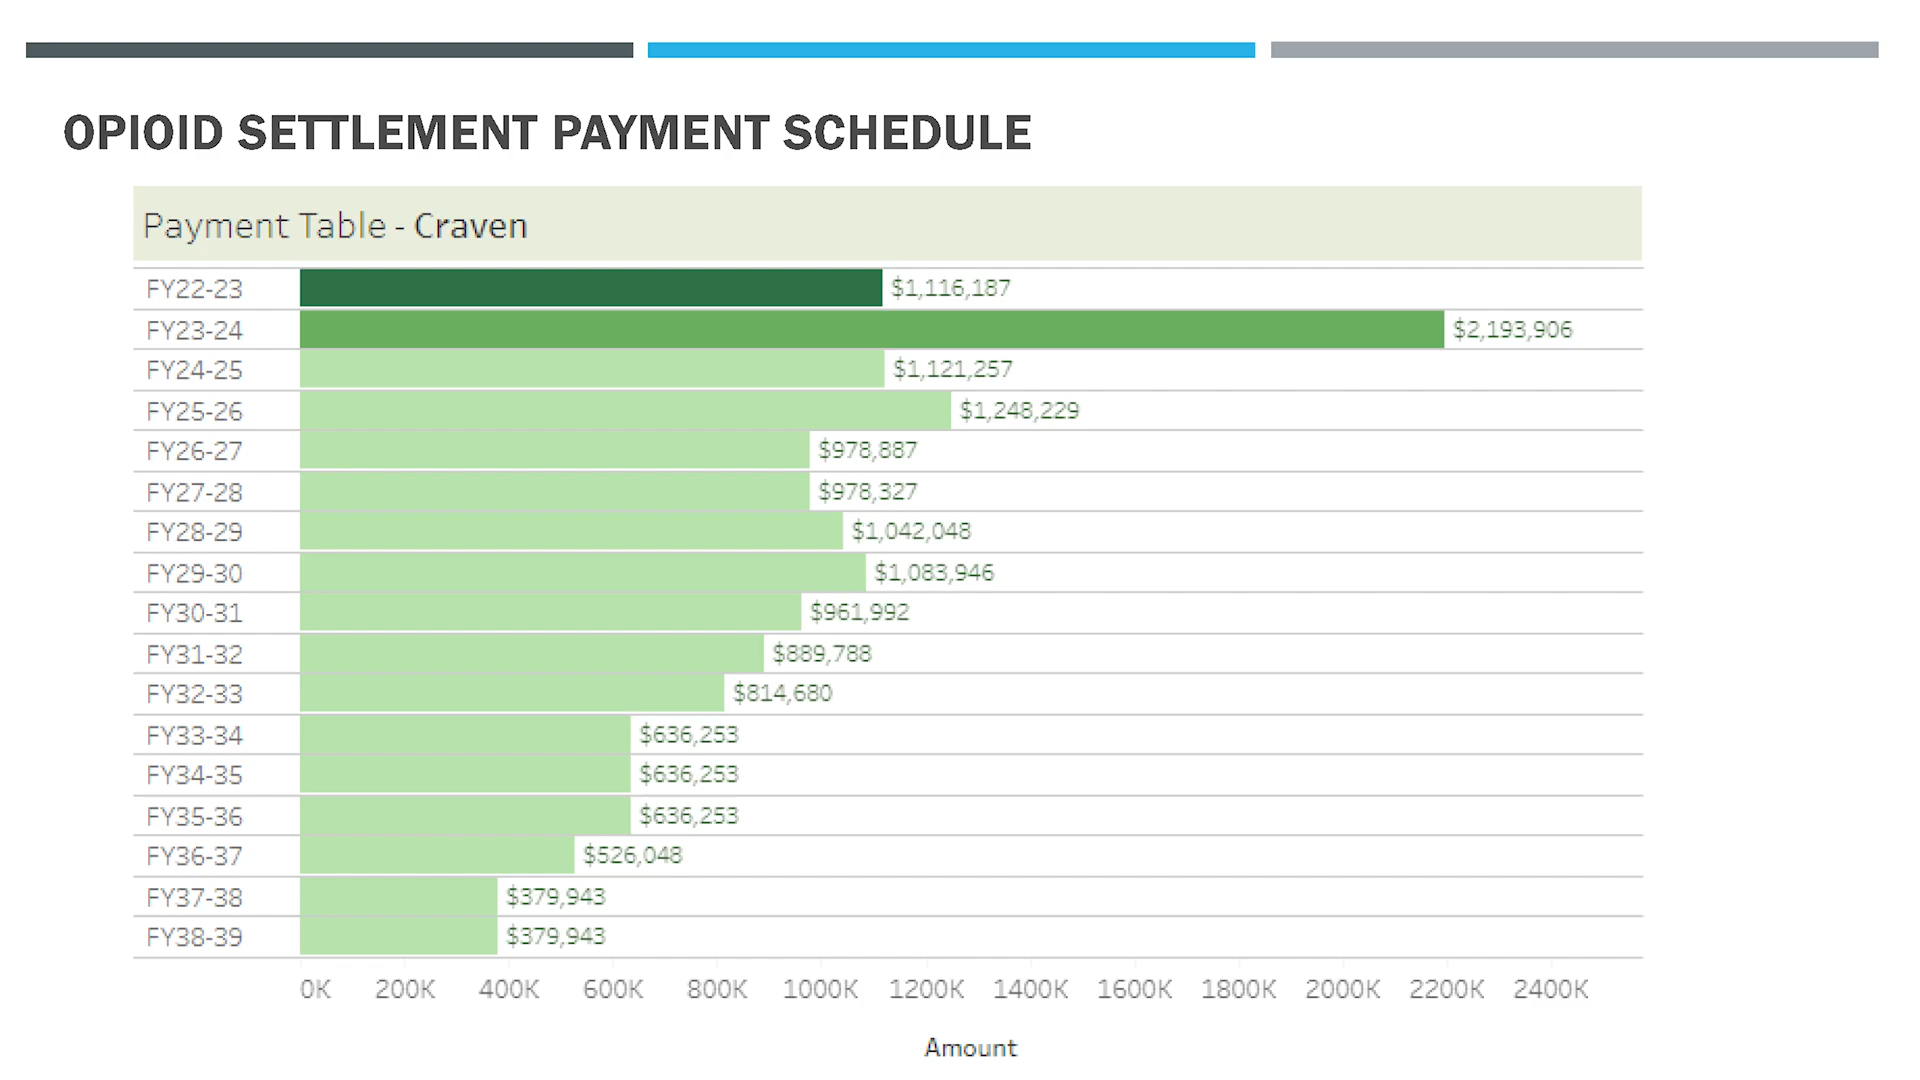 OPIOID SETTLEMENT PAYMENT SCHEDULE
Payment Table - Craven
FY22-23 $1,116,187
FY23-24 $2,193,906
FY24-25 $1,121,257
FY25-26 $1,248,229
FY26-27 $978,887
FY27-28 $978,327
FY28-29 $1,042,048
FY29-30 $1,083,946
FY30-31 $961,992
FY31-32 $889,788
FY32-33 $814,680
FY33-34 $636,253
FY34-35 $636,253
FY35-36 $636,253
FY36-37 $526,048
FY37-38 $379,943
FY38-39 $379,943
0K 200K 400K 600K 800K 1000K 1200K 1400K 1600K 1800K 2000K 2200K 2400K
Amount